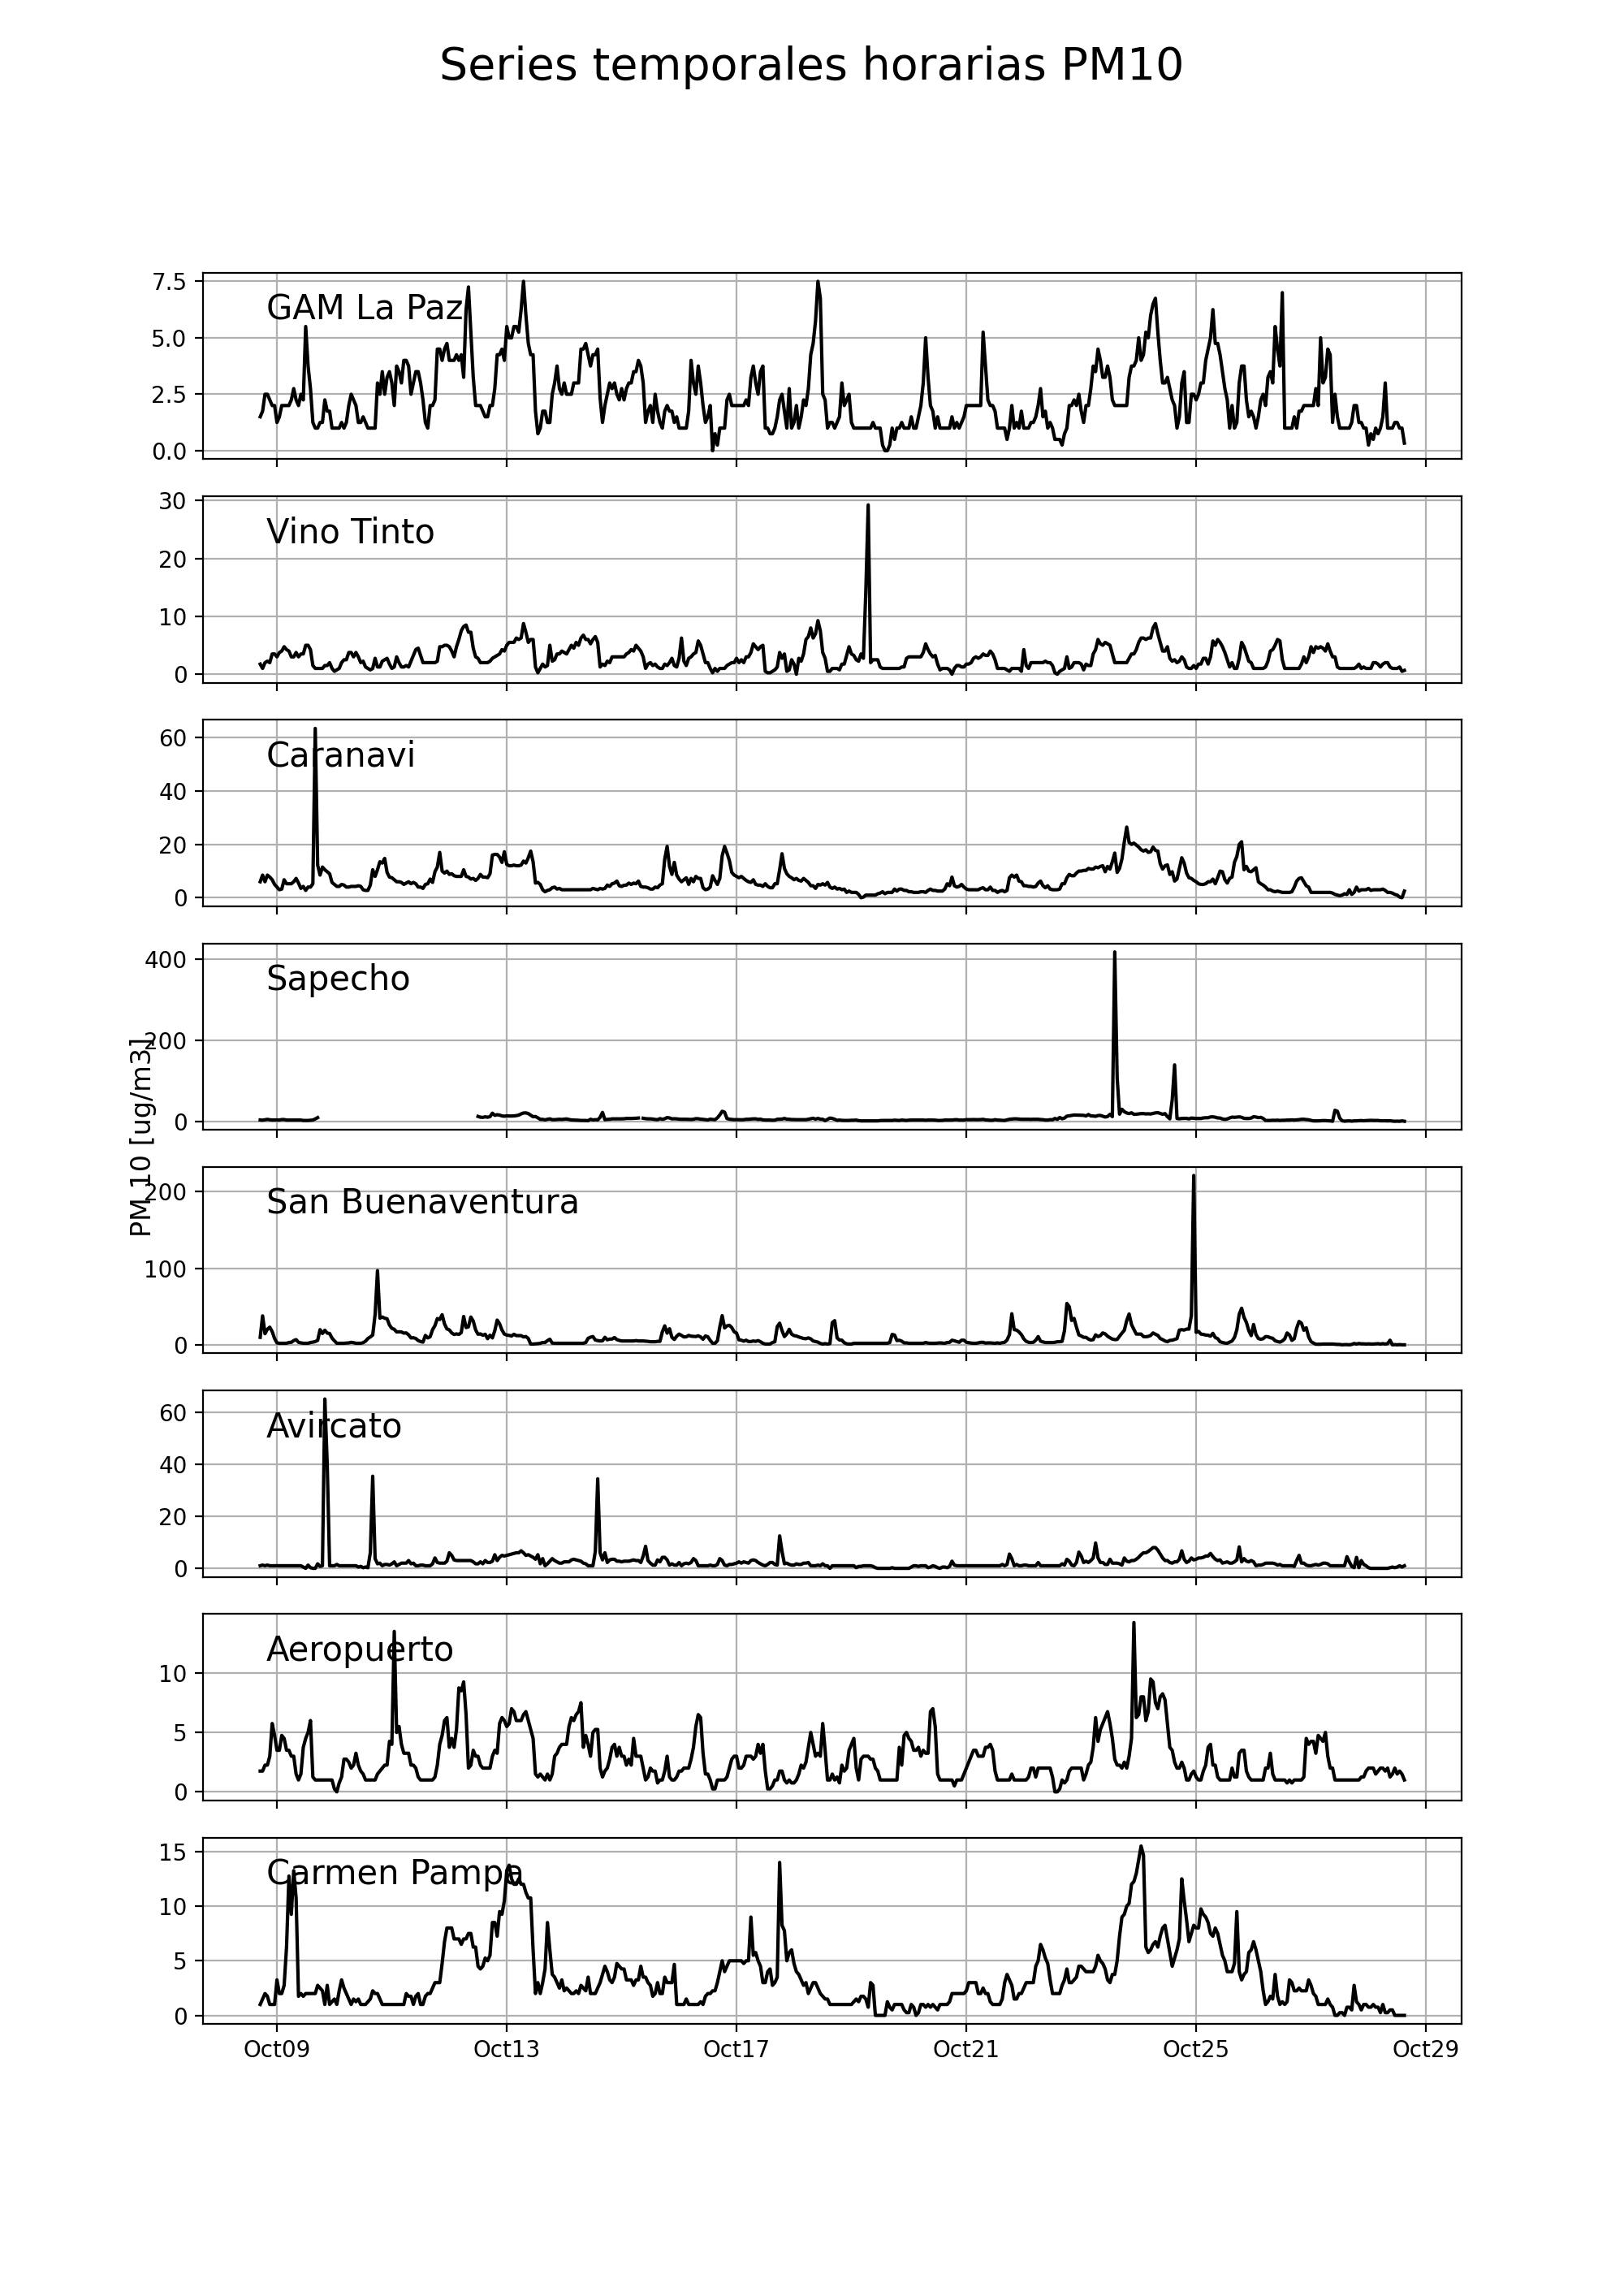 Series temporales horarias PM10
7.5
5.0
2.5
0.0
GAM La Paz
30
20
10
0
Vino Tinto
60
40
20
0
Caranavi
400
200
0
Sapecho
PM 10 [ug/m3]
200
100
0
San Buenaventura
60
40
20
0
Avircato
10
5
0
Aeropuerto
15
10
5
0
Carmen Pampa
Oct09 Oct13 Oct17 Oct21 Oct25 Oct29